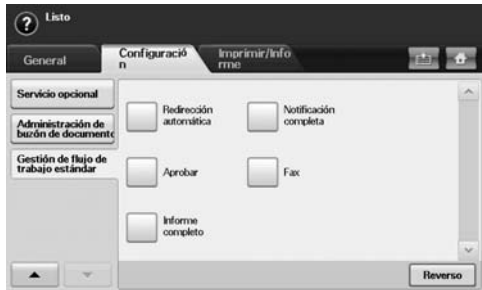 Listo
General
Configuració
n
Imprimir/Info
rme
Servicio opcional
Administración de
buzón de documento
Gestión de flujo de
trabajo estándar
Redirección
automática
Notificación
completa
Aprobar
Fax
Informe
completo
Reverso